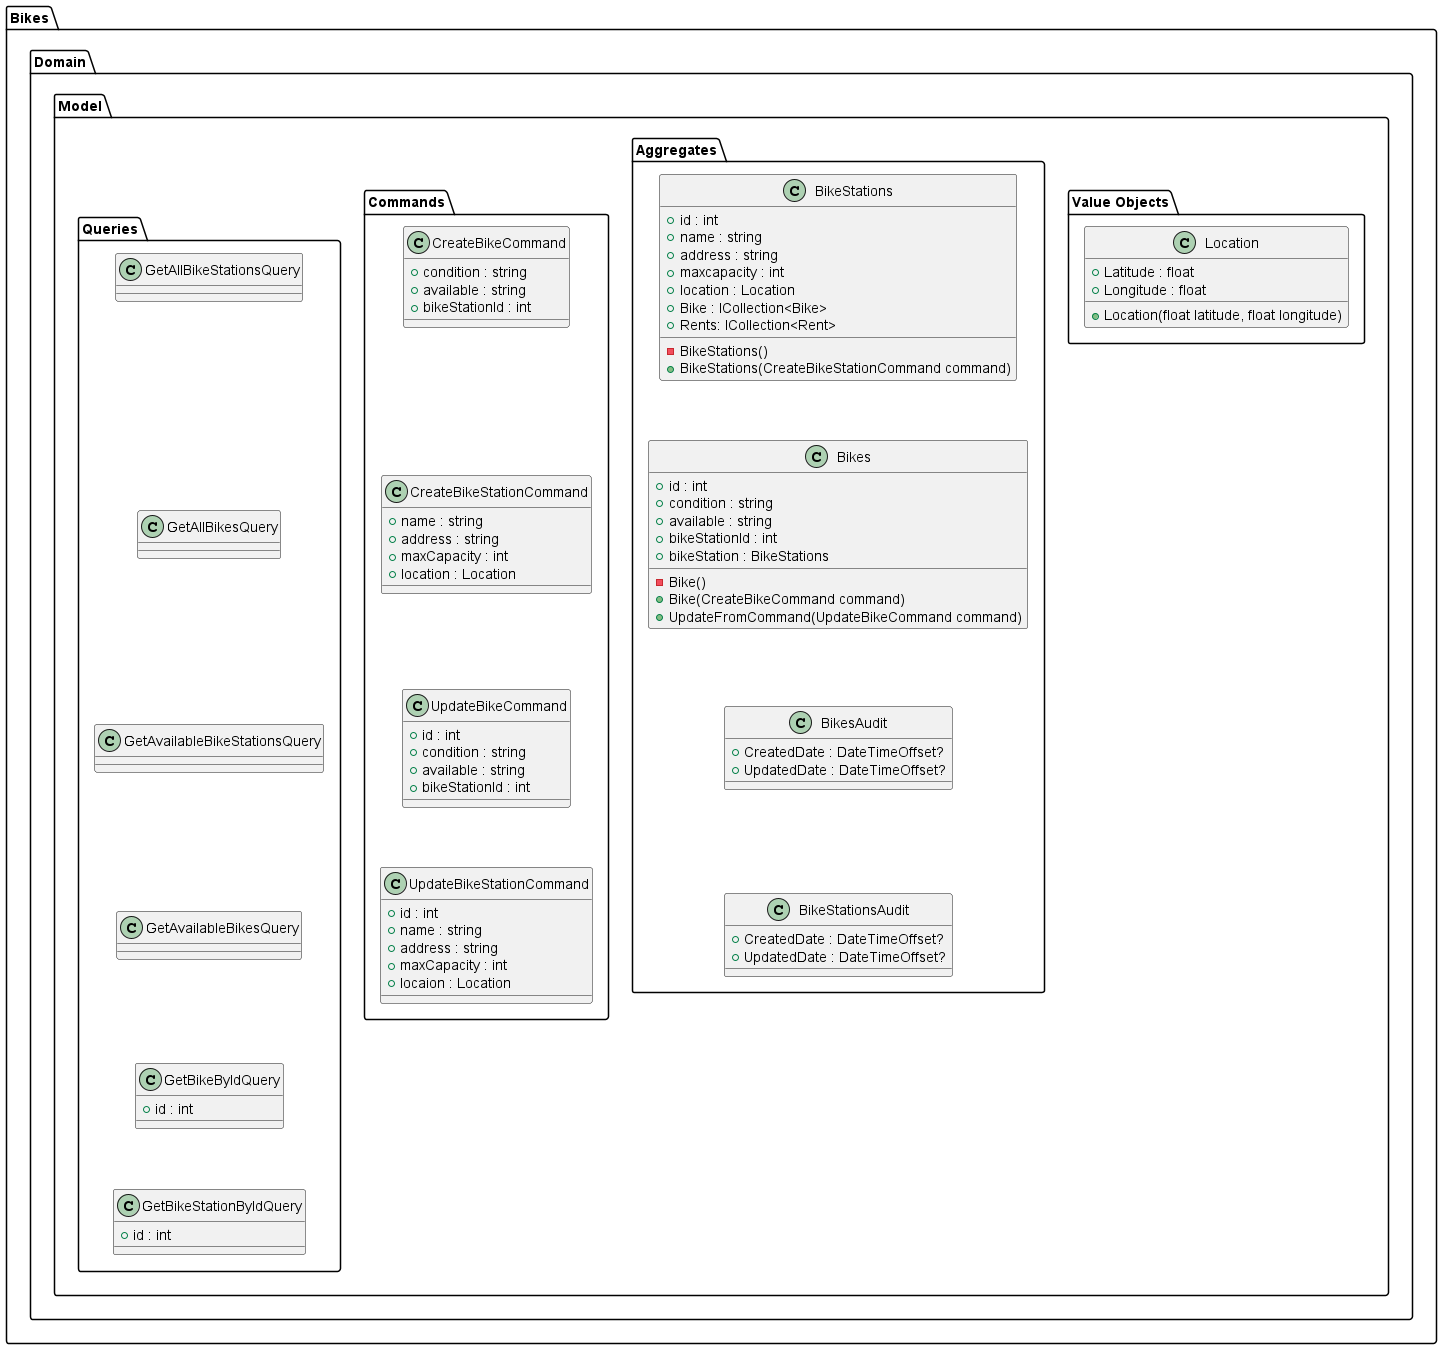 Bikes
Domain
Model
Queries
C GetAllBikeStationsQuery
C GetAllBikesQuery
C GetAvailableBikeStationsQuery
C GetAvailableBikesQuery
C GetBikeByIdQuery
id : int
C GetBikeStationByIdQuery
id : int
Commands
C CreateBikeCommand
condition : string
available : string
bikeStationId : int
C CreateBikeStationCommand
name : string
address : string
maxCapacity : int
location : Location
C UpdateBikeCommand
id : int
condition : string
available : string
bikeStationId : int
C UpdateBikeStationCommand
id : int
name : string
address : string
maxCapacity : int
locaion : Location
Aggregates
C BikeStations
id : int
name : string
address : string
maxcapacity : int
location : Location
Bike : ICollection<Bike>
Rents: ICollection<Rent>
BikeStations()
BikeStations(CreateBikeStationCommand command)
C Bikes
id : int
condition : string
available : string
bikeStationId : int
bikeStation : BikeStations
Bike()
Bike(CreateBikeCommand command)
UpdateFromCommand(UpdateBikeCommand command)
C BikesAudit
CreatedDate : DateTimeOffset?
UpdatedDate : DateTimeOffset?
C BikeStationsAudit
CreatedDate : DateTimeOffset?
UpdatedDate : DateTimeOffset?
Value Objects
C Location
Latitude : float
Longitude : float
Location(float latitude, float longitude)